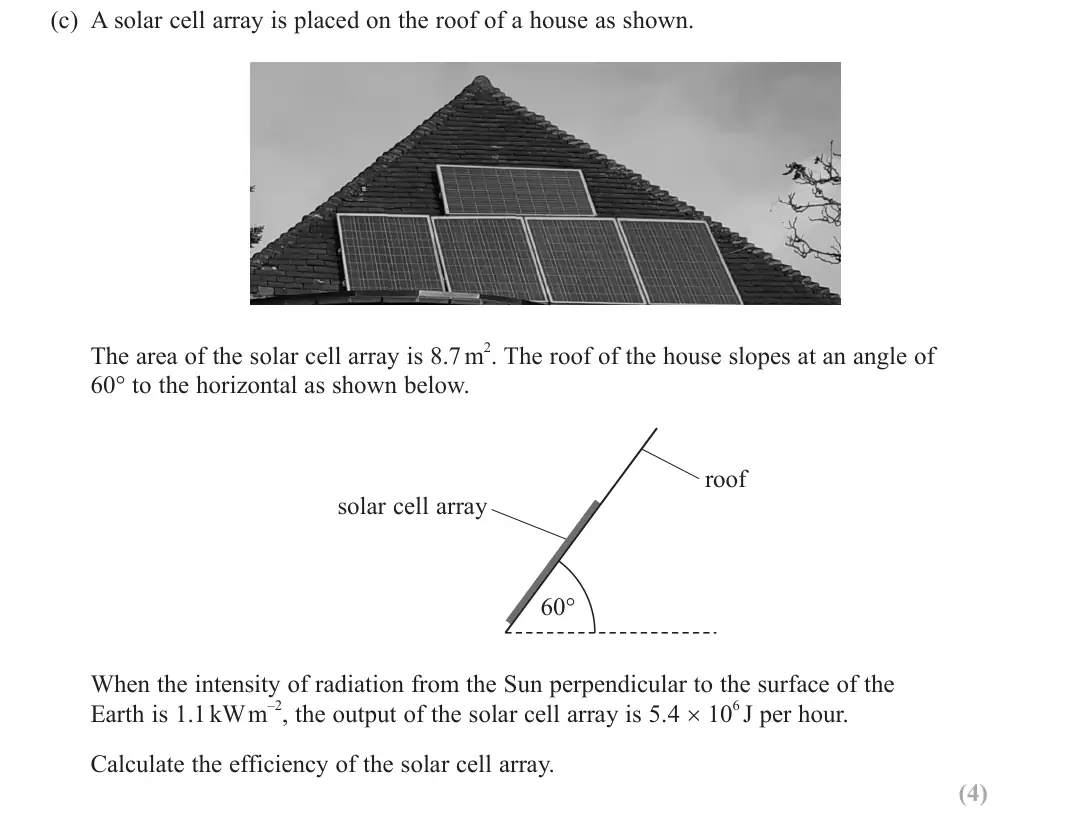 (c) A solar cell array is placed on the roof of a house as shown.
The area of the solar cell array is 8.7 m². The roof of the house slopes at an angle of
60° to the horizontal as shown below.
roof
solar cell array
60°
When the intensity of radiation from the Sun perpendicular to the surface of the
Earth is 1.1 kW m⁻², the output of the solar cell array is 5.4 × 10⁶ J per hour.
Calculate the efficiency of the solar cell array.
(4)